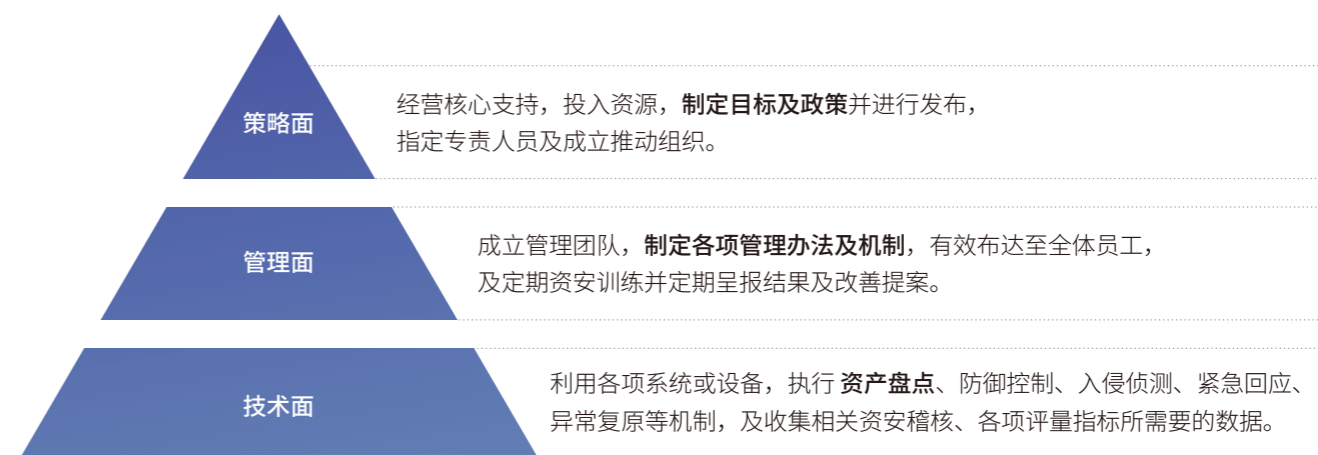 策略面
经营核心支持，投入资源，制定目标及政策并进行发布，
指定专责人员及成立推动组织。
管理面
成立管理团队，制定各项管理办法及机制，有效布达至全体员工，
及定期资安训练并定期呈报结果及改善提案。
技术面
利用各项系统或设备，执行 资产盘点、防御控制、入侵侦测、紧急回应、
异常复原等机制，及收集相关资安稽核、各项评量指标所需要的数据。